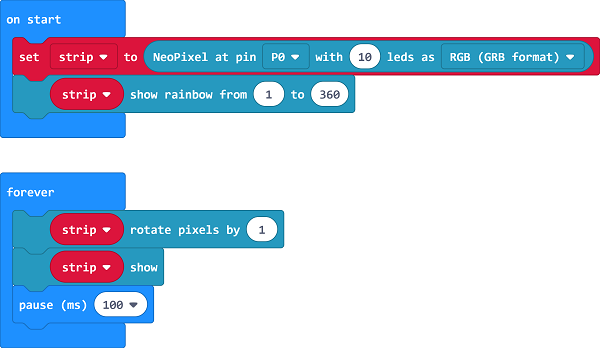 on start
set strip to NeoPixel at pin P0 with 10 leds as RGB (GRB format)
strip show rainbow from 1 to 360
forever
strip rotate pixels by 1
strip show
pause (ms) 100